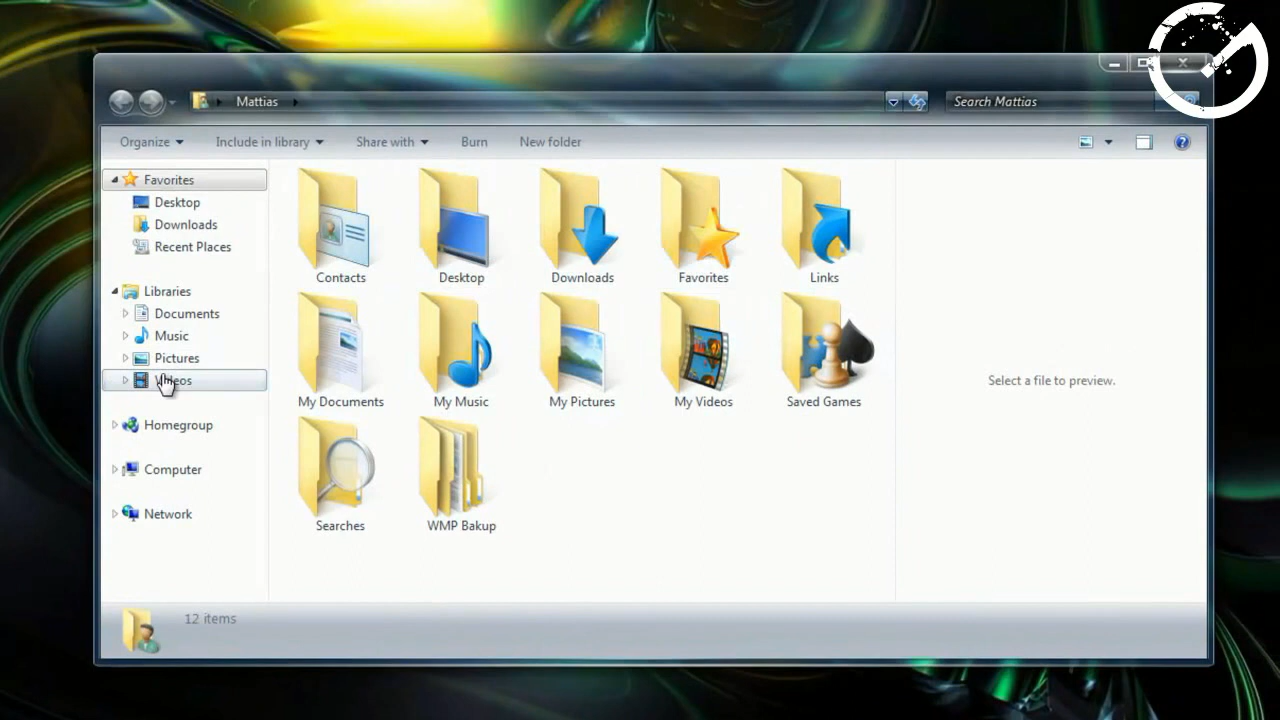 Mattias
Search Mattias
Organize
Include in library
Share with
Burn
New folder
Favorites
Desktop
Downloads
Recent Places
Libraries
Documents
Music
Pictures
Videos
Homegroup
Computer
Network
Contacts
Desktop
Downloads
Favorites
Links
My Documents
My Music
My Pictures
My Videos
Saved Games
Searches
WMP Bakup
Select a file to preview.
12 items